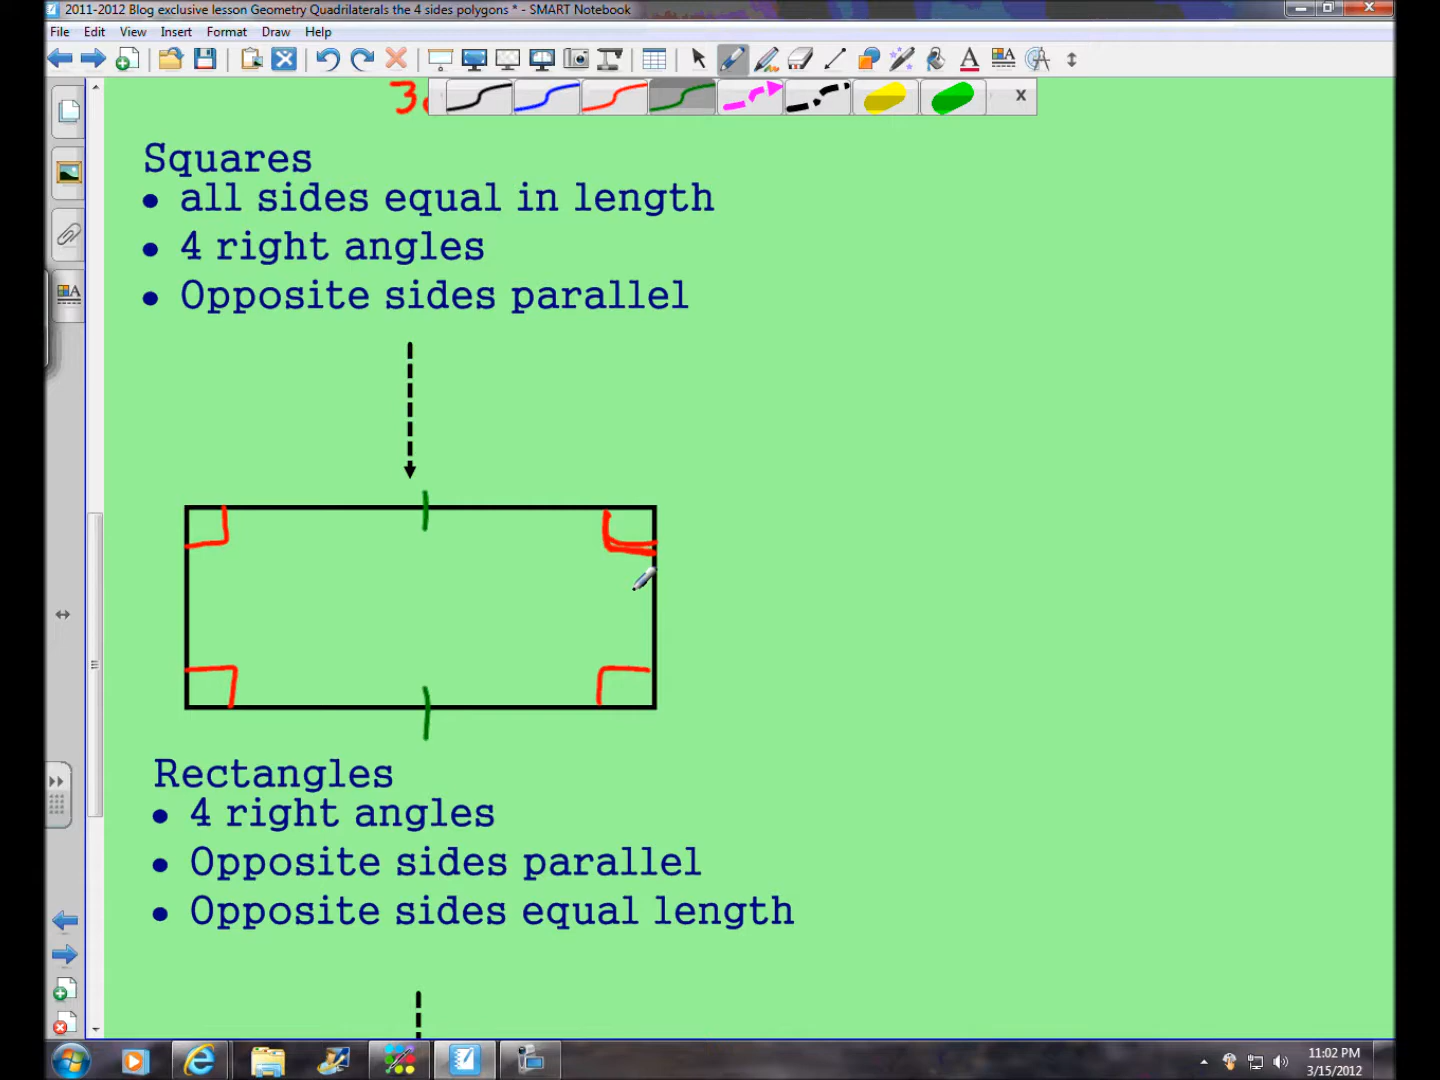 2011-2012 Blog exclusive lesson Geometry Quadrilaterals the 4 sides polygons * - SMART Notebook
File Edit View Insert Format Draw Help
Squares
• all sides equal in length
• 4 right angles
• Opposite sides parallel
Rectangles
• 4 right angles
• Opposite sides parallel
• Opposite sides equal length
11:02 PM
3/15/2012